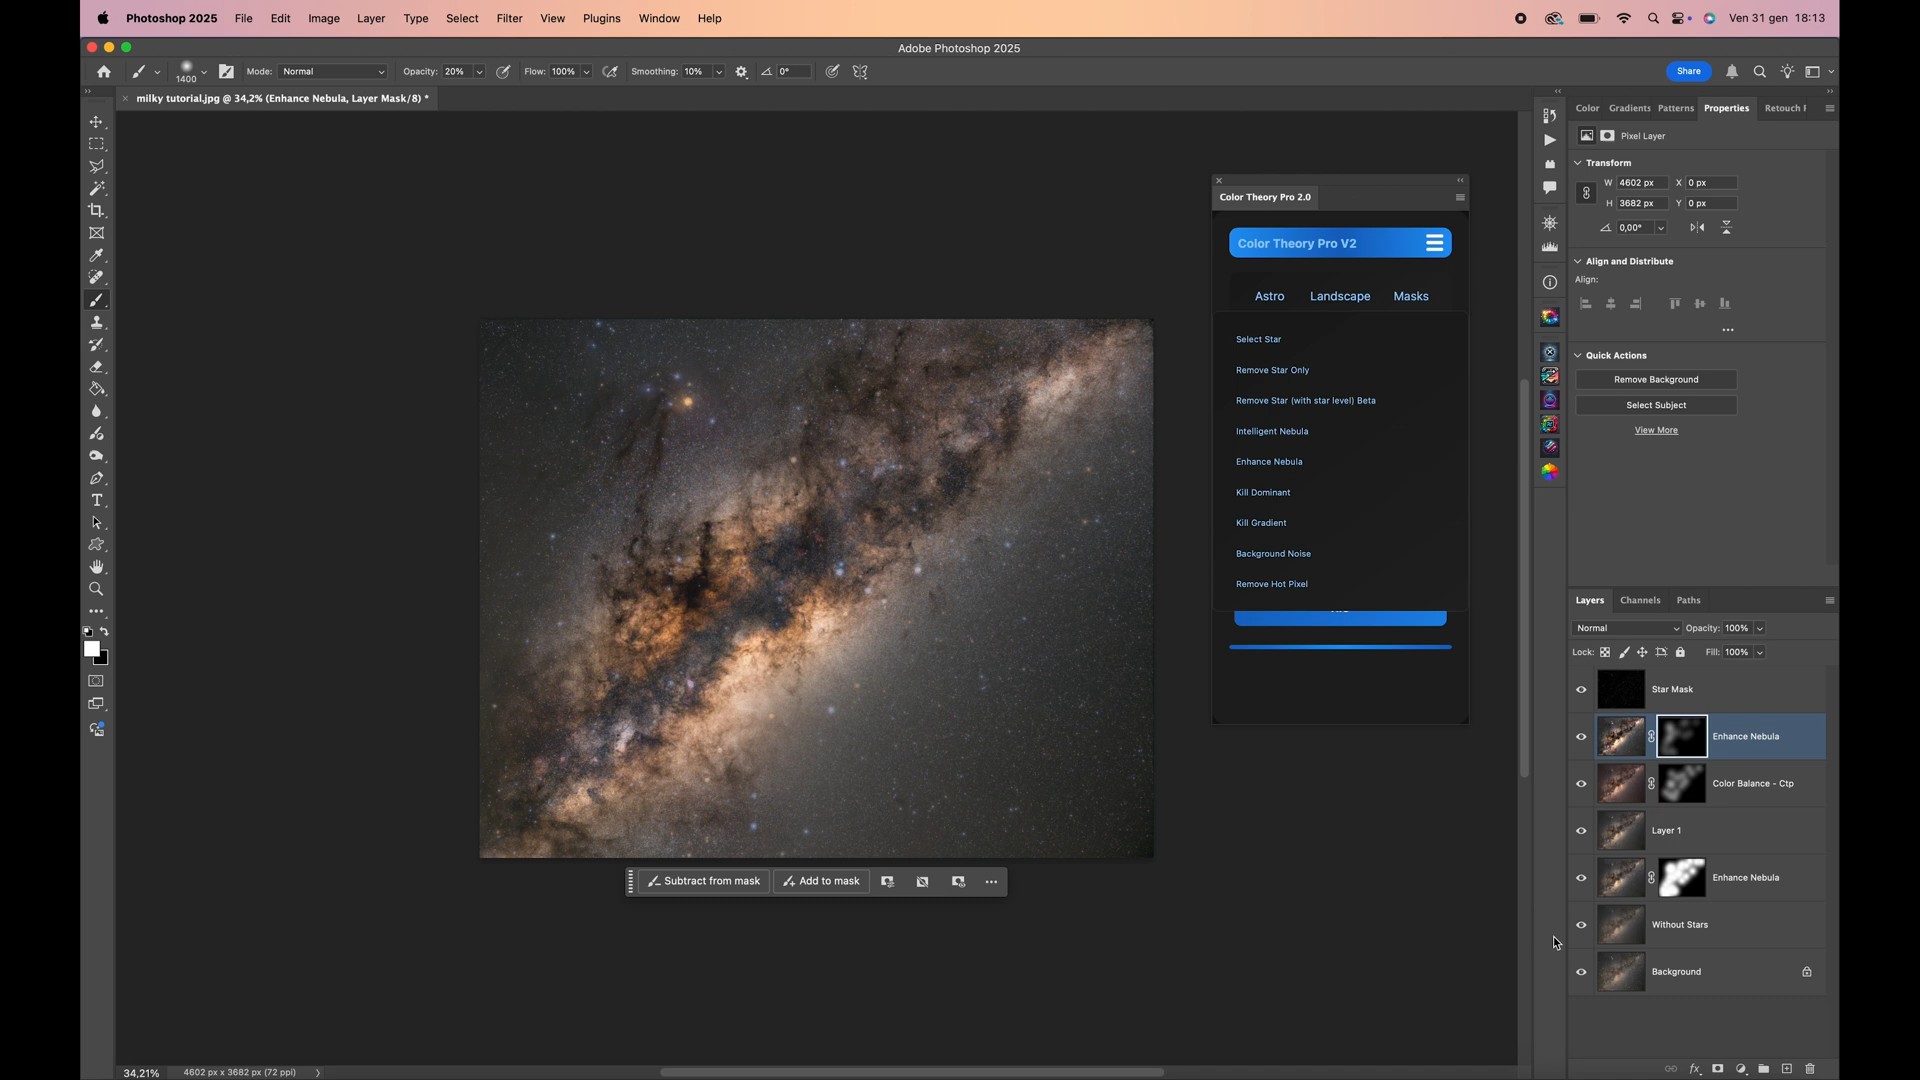 Photoshop 2025 File Edit Image Layer Type Select Filter View Plugins Window Help Ven 31 gen 18:13
Adobe Photoshop 2025
1400 Mode: Normal Opacity: 20% Flow: 100% Smoothing: 10% 0° Share
× milky tutorial.jpg @ 34,2% (Enhance Nebula, Layer Mask/8) *
Color Theory Pro 2.0
Color Theory Pro V2
Astro Landscape Masks
Select Star
Remove Star Only
Remove Star (with star level) Beta
Intelligent Nebula
Enhance Nebula
Kill Dominant
Kill Gradient
Background Noise
Remove Hot Pixel
Subtract from mask Add to mask
Color Gradients Patterns Properties Retouch
Pixel Layer
Transform
W 4602 px X 0 px
H 3682 px Y 0 px
0,00°
Align and Distribute
Align:
Quick Actions
Remove Background
Select Subject
View More
Layers Channels Paths
Normal Opacity: 100%
Lock: Fill: 100%
Star Mask
Enhance Nebula
Color Balance - Ctp
Layer 1
Enhance Nebula
Without Stars
Background
34,21% 4602 px x 3682 px (72 ppi)